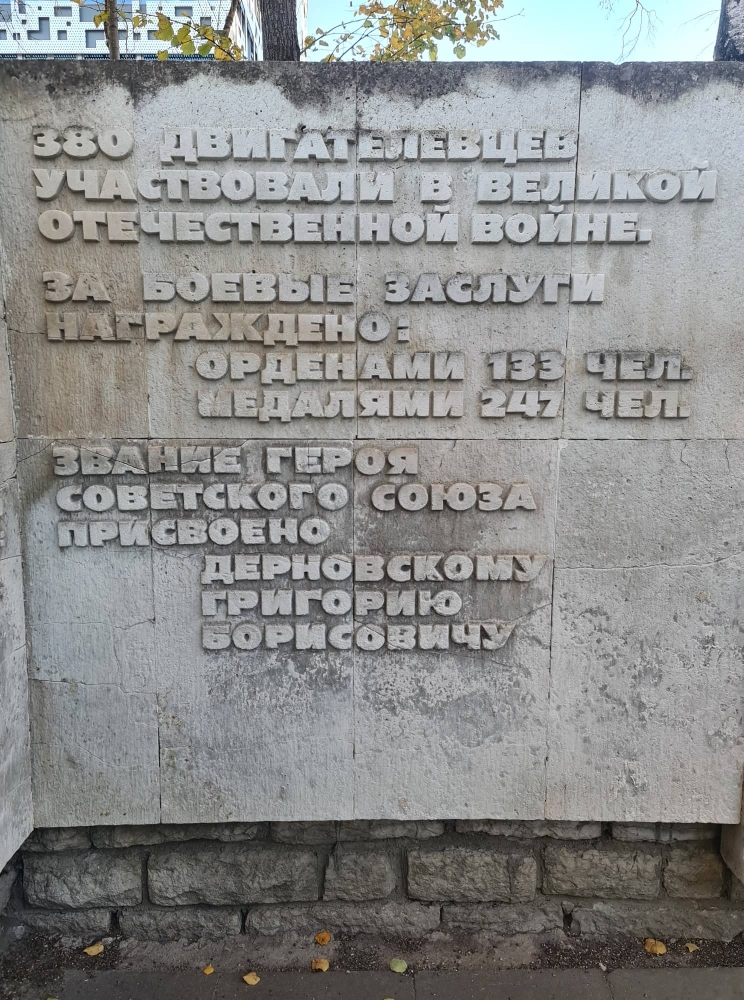 380 ДВИГАТЕЛЕВЦЕВ
УЧАСТВОВАЛИ В ВЕЛИКОЙ
ОТЕЧЕСТВЕННОЙ ВОЙНЕ.
ЗА БОЕВЫЕ ЗАСЛУГИ
НАГРАЖДЕНО:
ОРДЕНАМИ 133 ЧЕЛ.
МЕДАЛЯМИ 247 ЧЕЛ.
ЗВАНИЕ ГЕРОЯ
СОВЕТСКОГО СОЮЗА
ПРИСВОЕНО
ДЕРНОВСКОМУ
ГРИГОРИЮ
БОРИСОВИЧУ